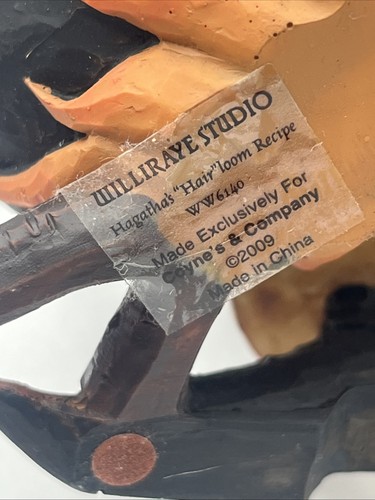 WILLIRAYE STUDIO
Hagatha's "Hair"loom Recipe
WW6140
Made Exclusively For
Coyne's & Company
©2009
Made in China